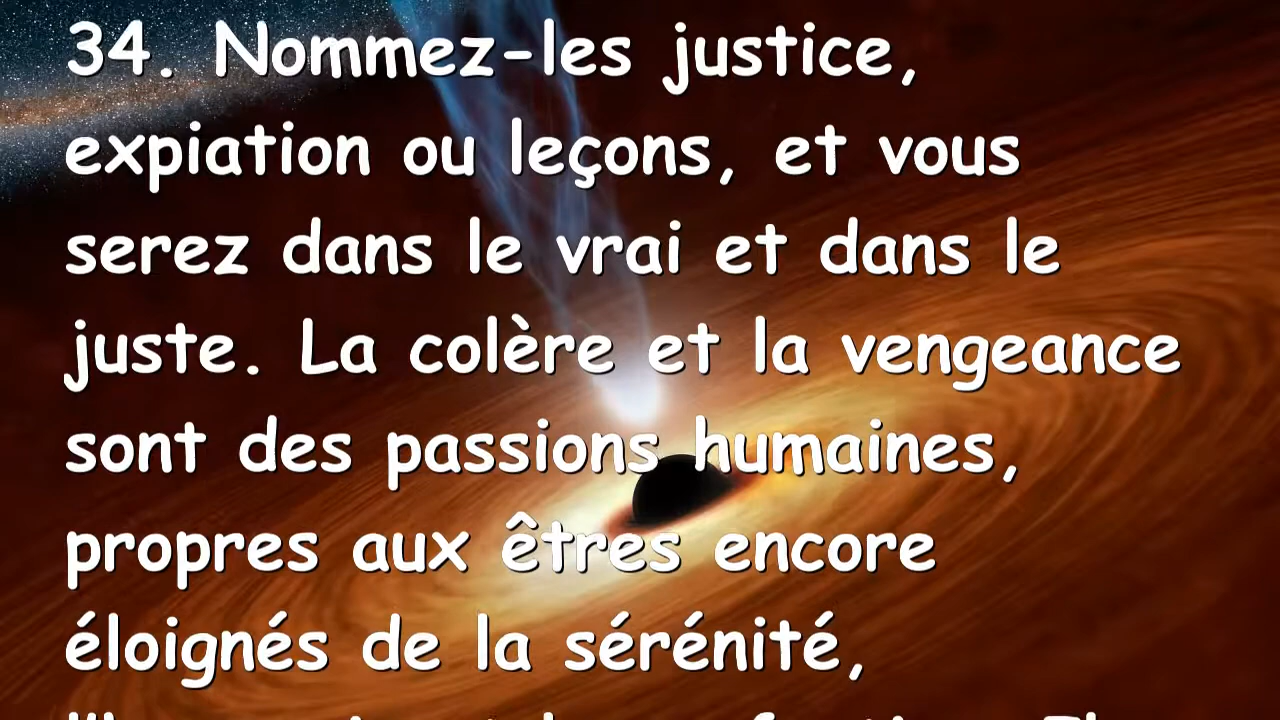 34. Nommez-les justice,
expiation ou leçons, et vous
serez dans le vrai et dans le
juste. La colère et la vengeance
sont des passions humaines,
propres aux êtres encore
éloignés de la sérénité,